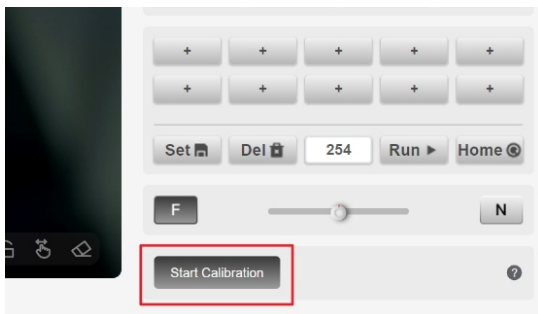 + + + + +
+ + + + +
Set Del 254 Run Home
F N
Start Calibration ?